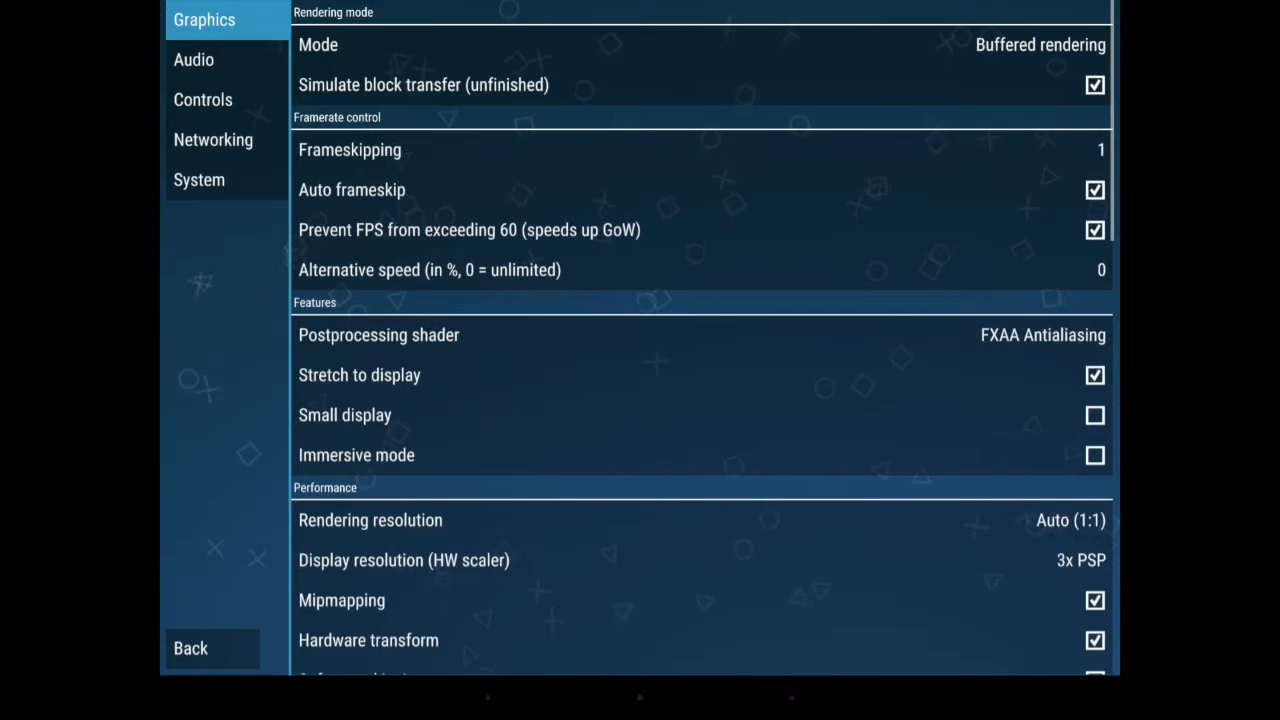 Graphics
Audio
Controls
Networking
System
Back
Rendering mode
Mode Buffered rendering
Simulate block transfer (unfinished)
Framerate control
Frameskipping 1
Auto frameskip
Prevent FPS from exceeding 60 (speeds up GoW)
Alternative speed (in %, 0 = unlimited) 0
Features
Postprocessing shader FXAA Antialiasing
Stretch to display
Small display
Immersive mode
Performance
Rendering resolution Auto (1:1)
Display resolution (HW scaler) 3x PSP
Mipmapping
Hardware transform